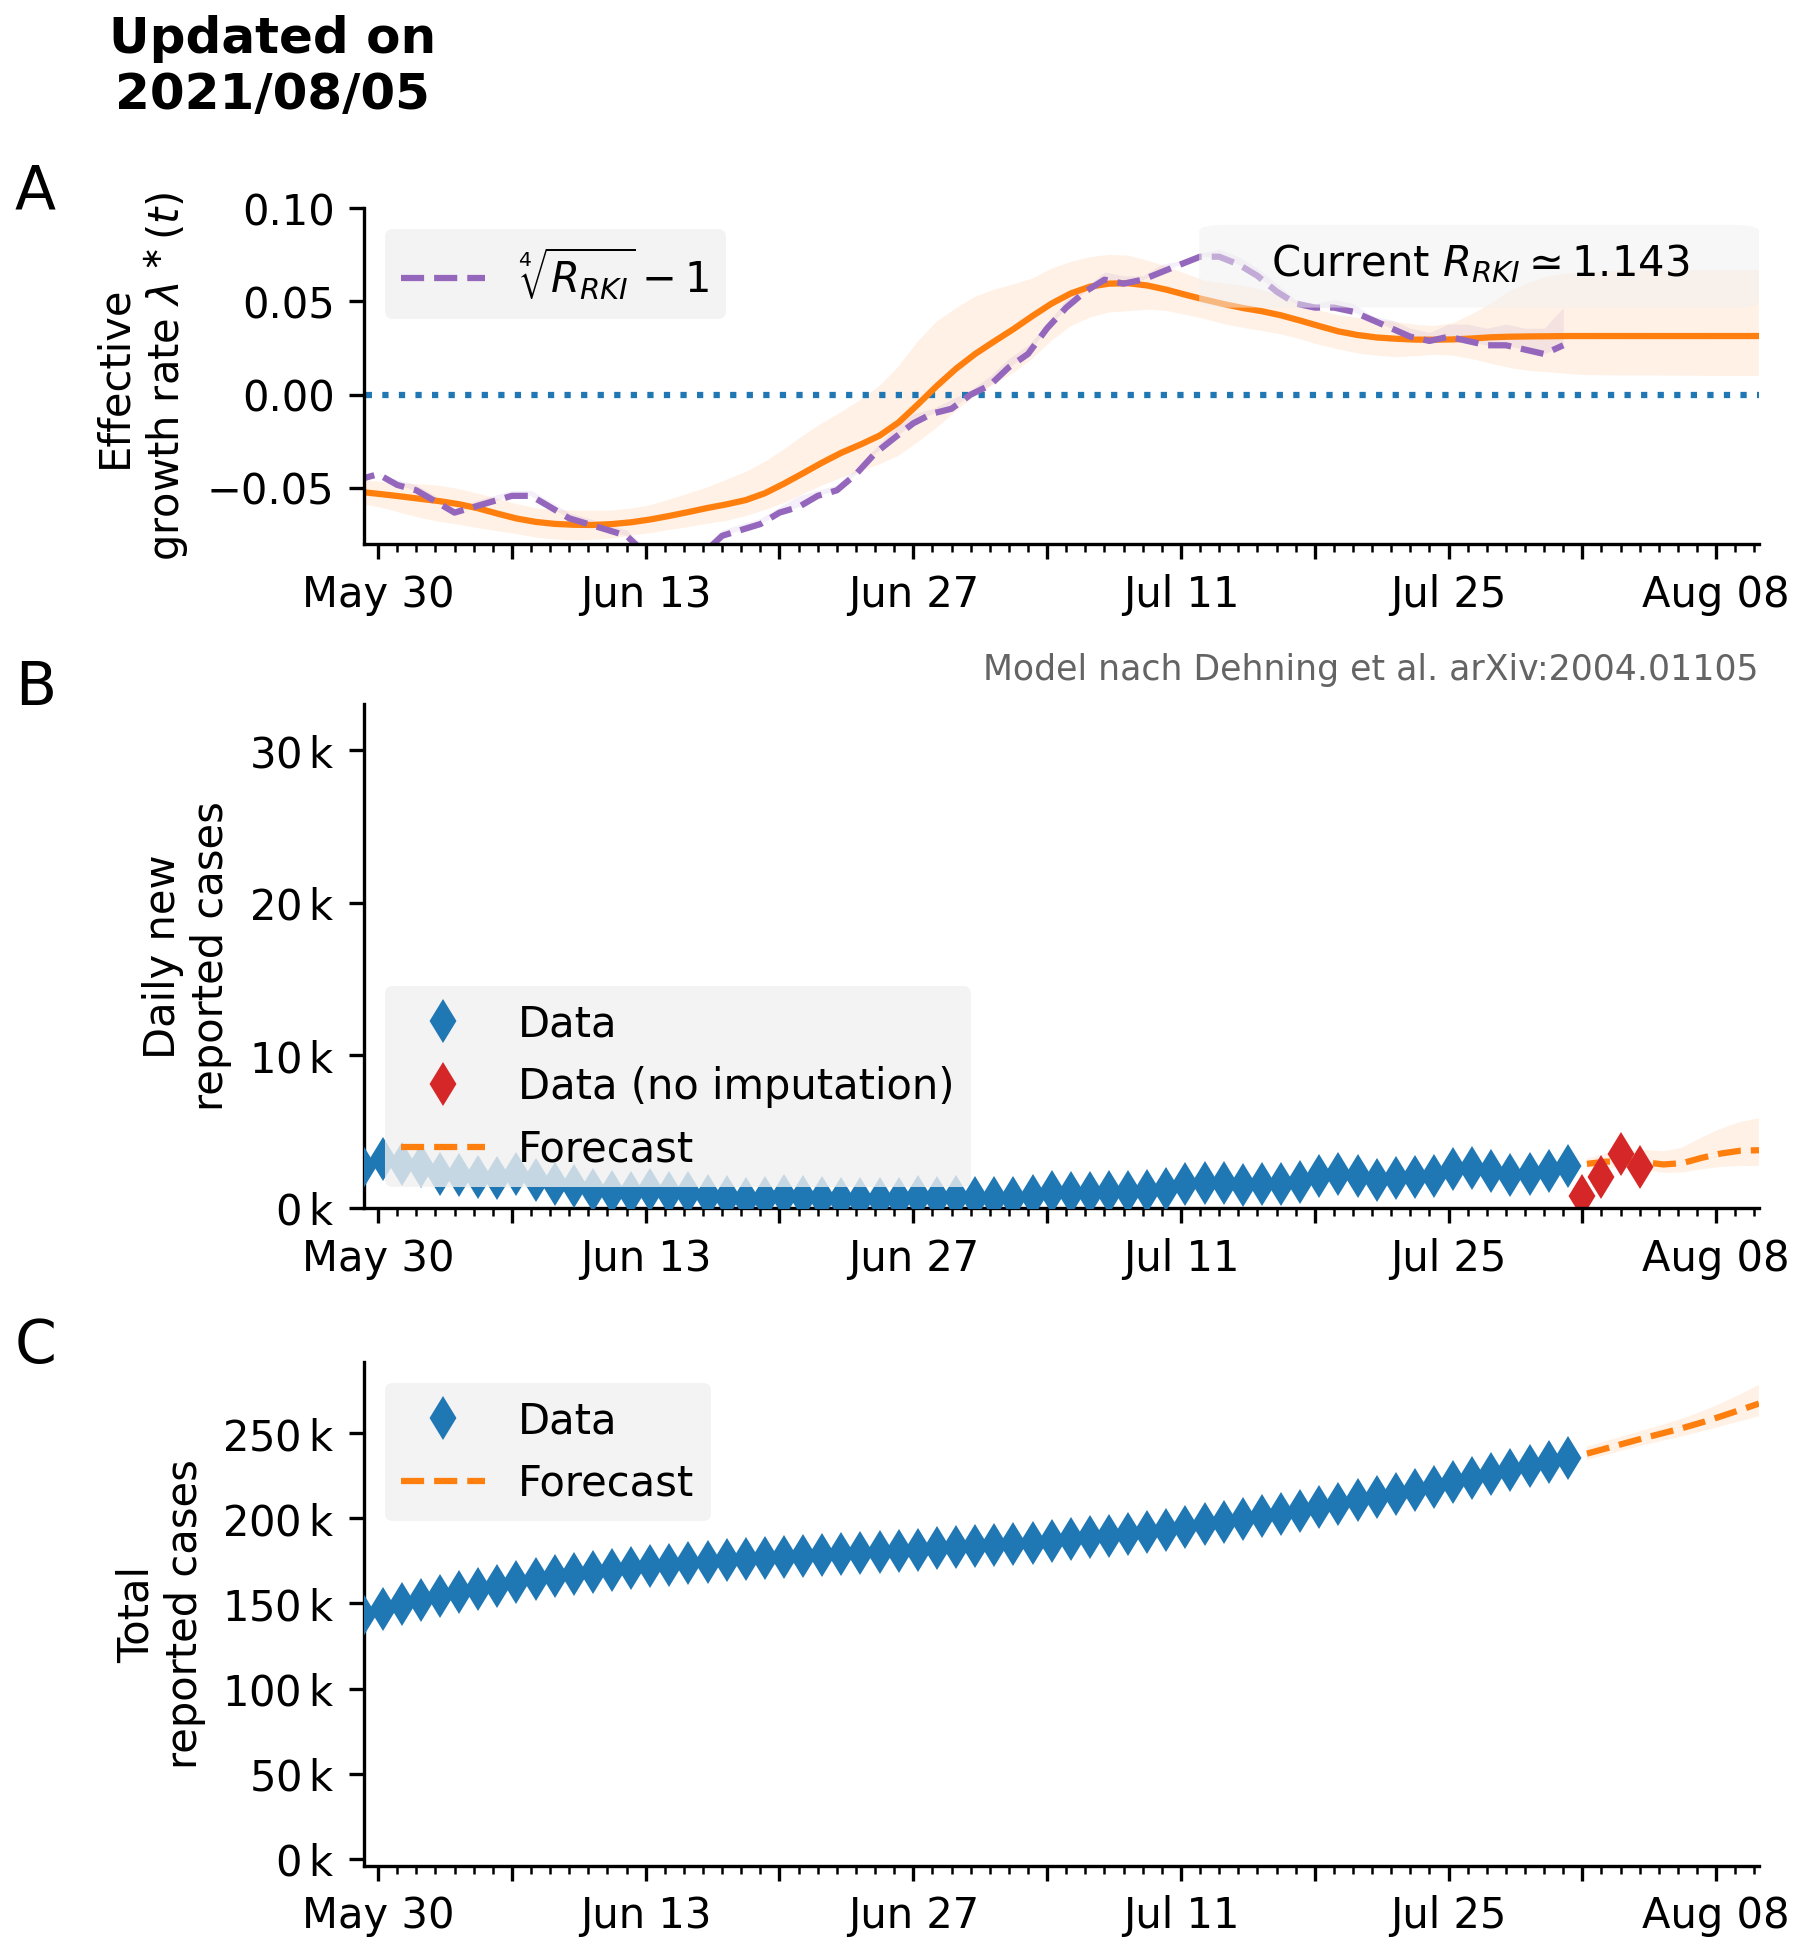 Updated on
2021/08/05
A
Effective
growth rate λ * (t)
0.10
0.05
0.00
−0.05
∜R_RKI − 1
Current R_RKI ≃ 1.143
May 30 Jun 13 Jun 27 Jul 11 Jul 25 Aug 08
Model nach Dehning et al. arXiv:2004.01105
B
Daily new
reported cases
30 k
20 k
10 k
0 k
Data
Data (no imputation)
Forecast
May 30 Jun 13 Jun 27 Jul 11 Jul 25 Aug 08
C
Total
reported cases
250 k
200 k
150 k
100 k
50 k
0 k
Data
Forecast
May 30 Jun 13 Jun 27 Jul 11 Jul 25 Aug 08